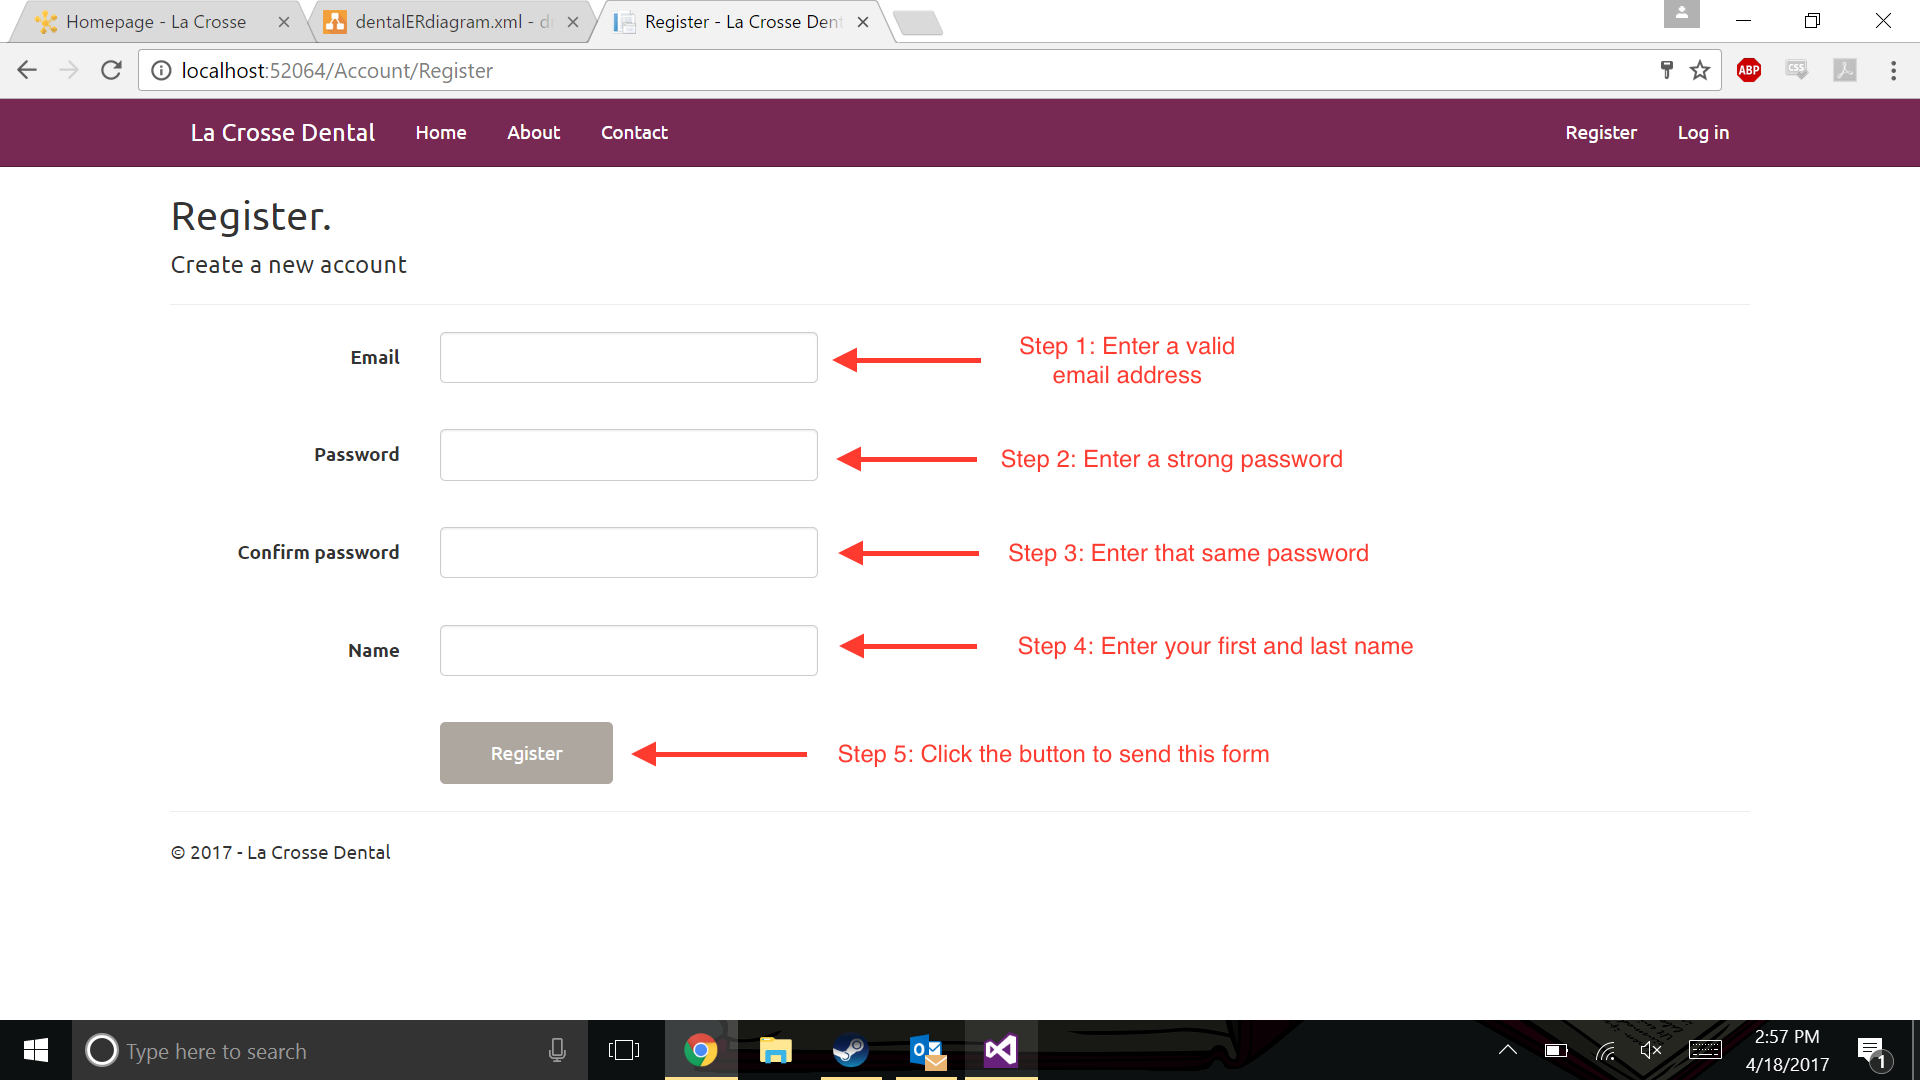 Homepage - La Crosse
dentalERdiagram.xml - d
Register - La Crosse Dent
localhost:52064/Account/Register
ABP
CSS
La Crosse Dental
Home
About
Contact
Register
Log in
Register.
Create a new account
Email
Step 1: Enter a valid
email address
Password
Step 2: Enter a strong password
Confirm password
Step 3: Enter that same password
Name
Step 4: Enter your first and last name
Register
Step 5: Click the button to send this form
© 2017 - La Crosse Dental
Type here to search
2:57 PM
4/18/2017
1